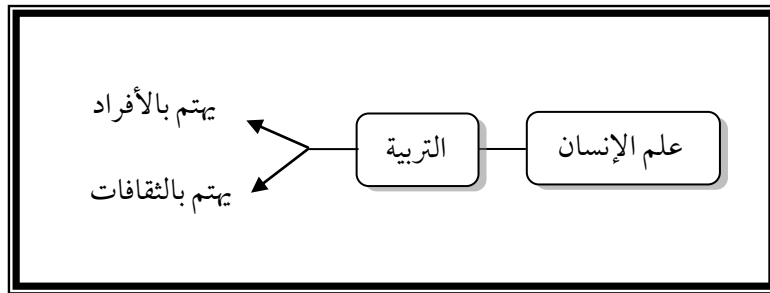 علم الإنسان
التربية
يهتم بالأفراد
يهتم بالثقافات